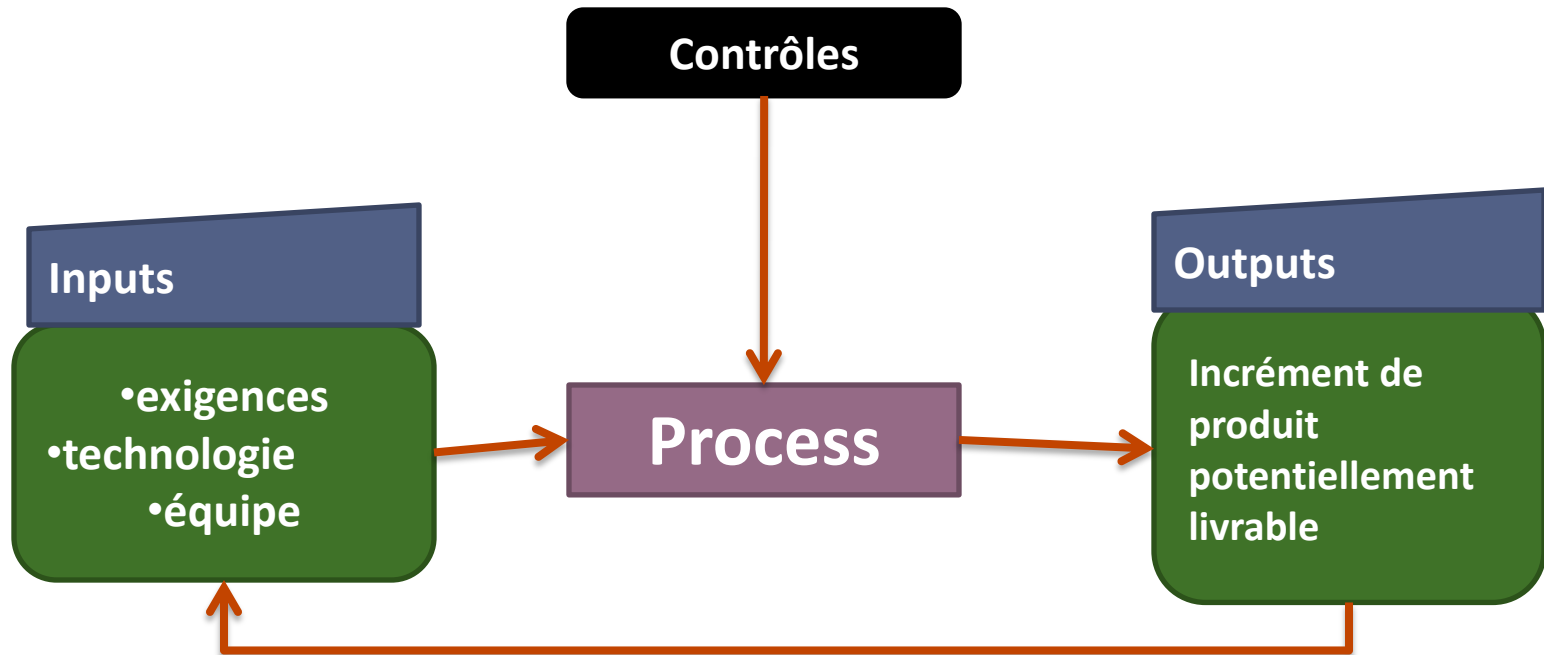 Contrôles
Inputs
•exigences
•technologie
•équipe
Process
Outputs
Incrément de
produit
potentiellement
livrable